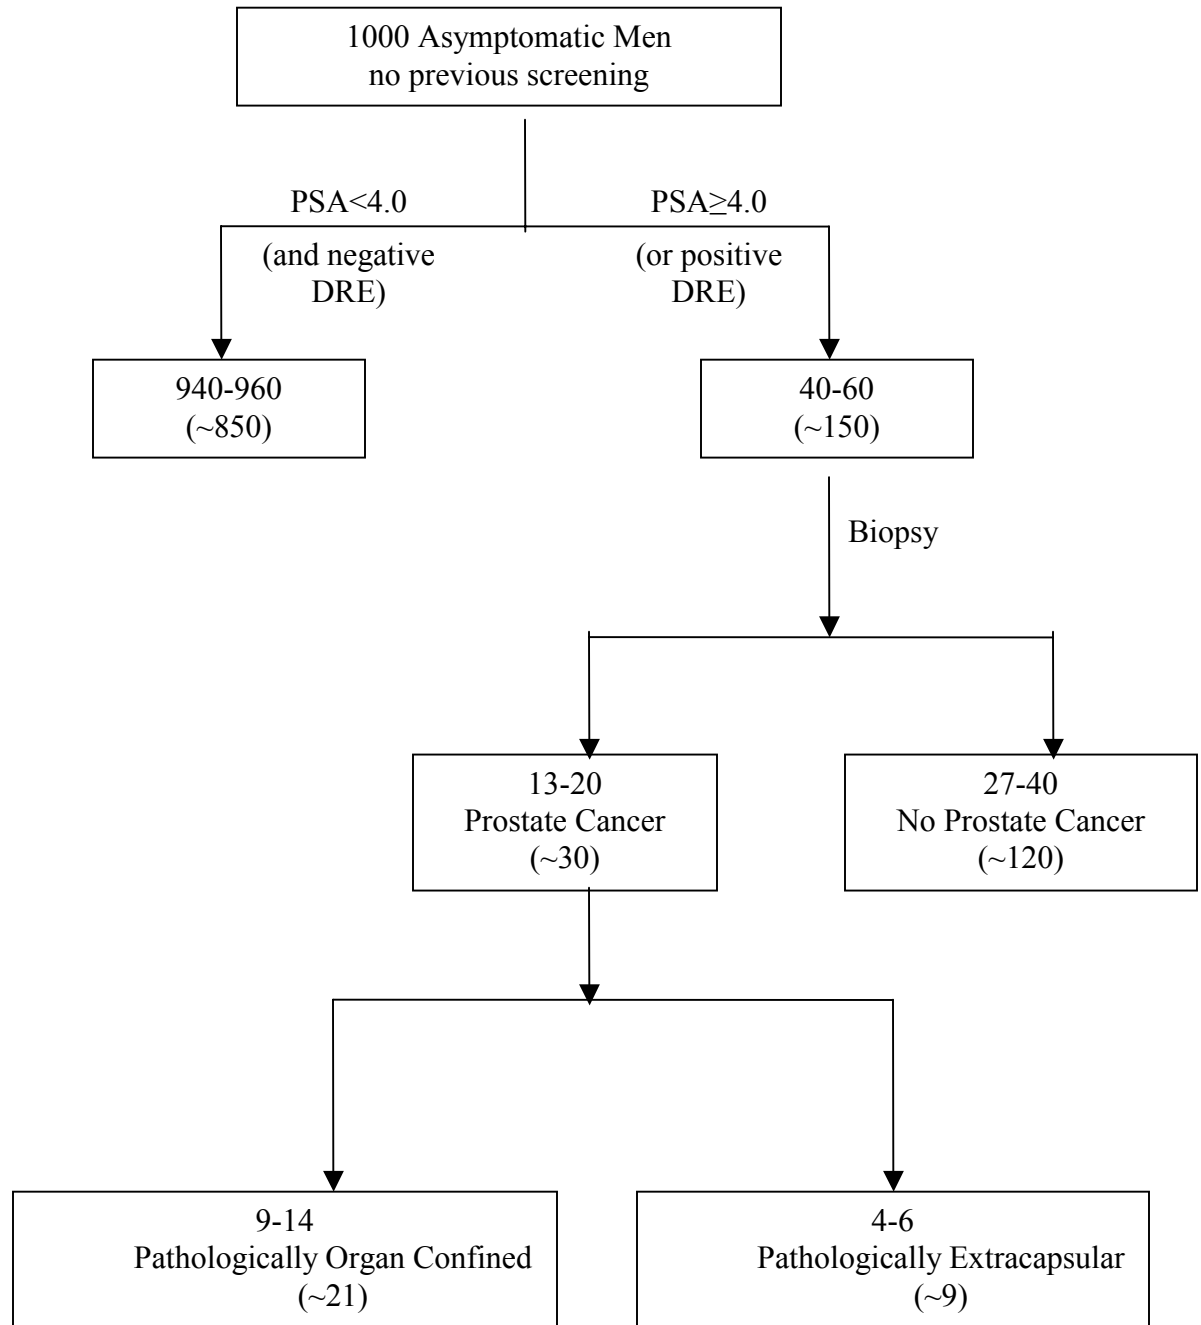 1000 Asymptomatic Men
no previous screening
PSA<4.0
PSA≥4.0
(and negative
DRE)
(or positive
DRE)
940-960
(~850)
40-60
(~150)
Biopsy
13-20
Prostate Cancer
(~30)
27-40
No Prostate Cancer
(~120)
9-14
Pathologically Organ Confined
(~21)
4-6
Pathologically Extracapsular
(~9)